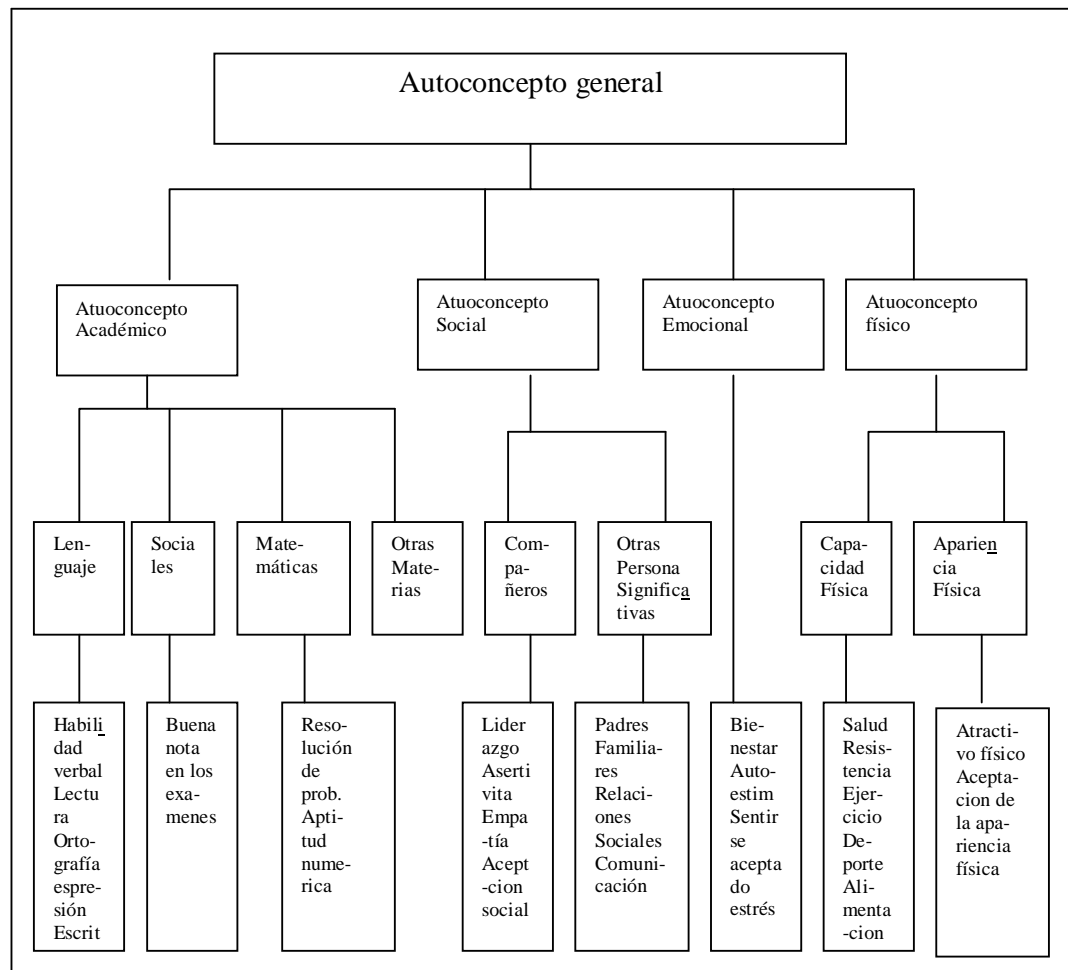 Autoconcepto general
Atuoconcepto
Académico
Atuoconcepto
Social
Atuoconcepto
Emocional
Atuoconcepto
físico
Len-
guaje
Socia
les
Mate-
máticas
Otras
Mate-
rias
Com-
pa-
ñeros
Otras
Persona
Significa
tivas
Capa-
cidad
Física
Aparien
cia
Física
Habili
dad
verbal
Lectu
ra
Orto-
grafía
espre-
sión
Escrit
Buena
nota
en los
exa-
menes
Reso-
lución
de
prob.
Apti-
tud
nume-
rica
Lider
azgo
Aserti
vita
Empa
-tía
Acept
-cion
social
Padres
Familia-
res
Relaci-
ones
Sociales
Comuni-
cación
Bie-
nestar
Auto-
estim
Sentir
se
acepta
do
estrés
Salud
Resis-
tencia
Ejer-
cicio
De-
porte
Ali-
menta
-cion
Atracti-
vo físico
Acepta-
cion de
la apa-
riencia
física